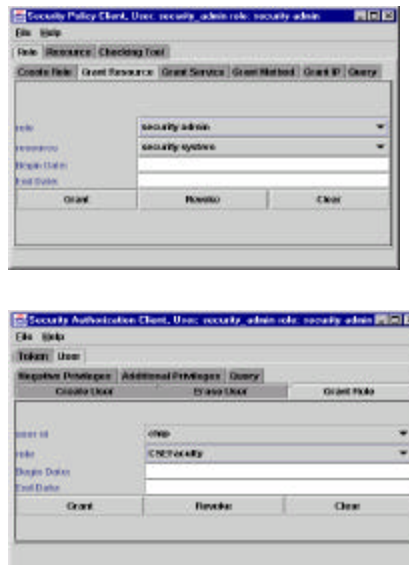 Security Policy Client, User: security_admin role: security admin
File Help
Role Resource Checking Tool
Create Role Grant Resource Grant Service Grant Method Grant IP Query
role security admin
resource security system
Begin Date:
End Date:
Grant Revoke Clear
Security Authorization Client, User: security_admin role: security admin
File Help
Token User
Negative Privileges Additional Privileges Query
Create User Erase User Grant Role
user id
role CSEFaculty
Begin Date:
End Date:
Grant Revoke Clear